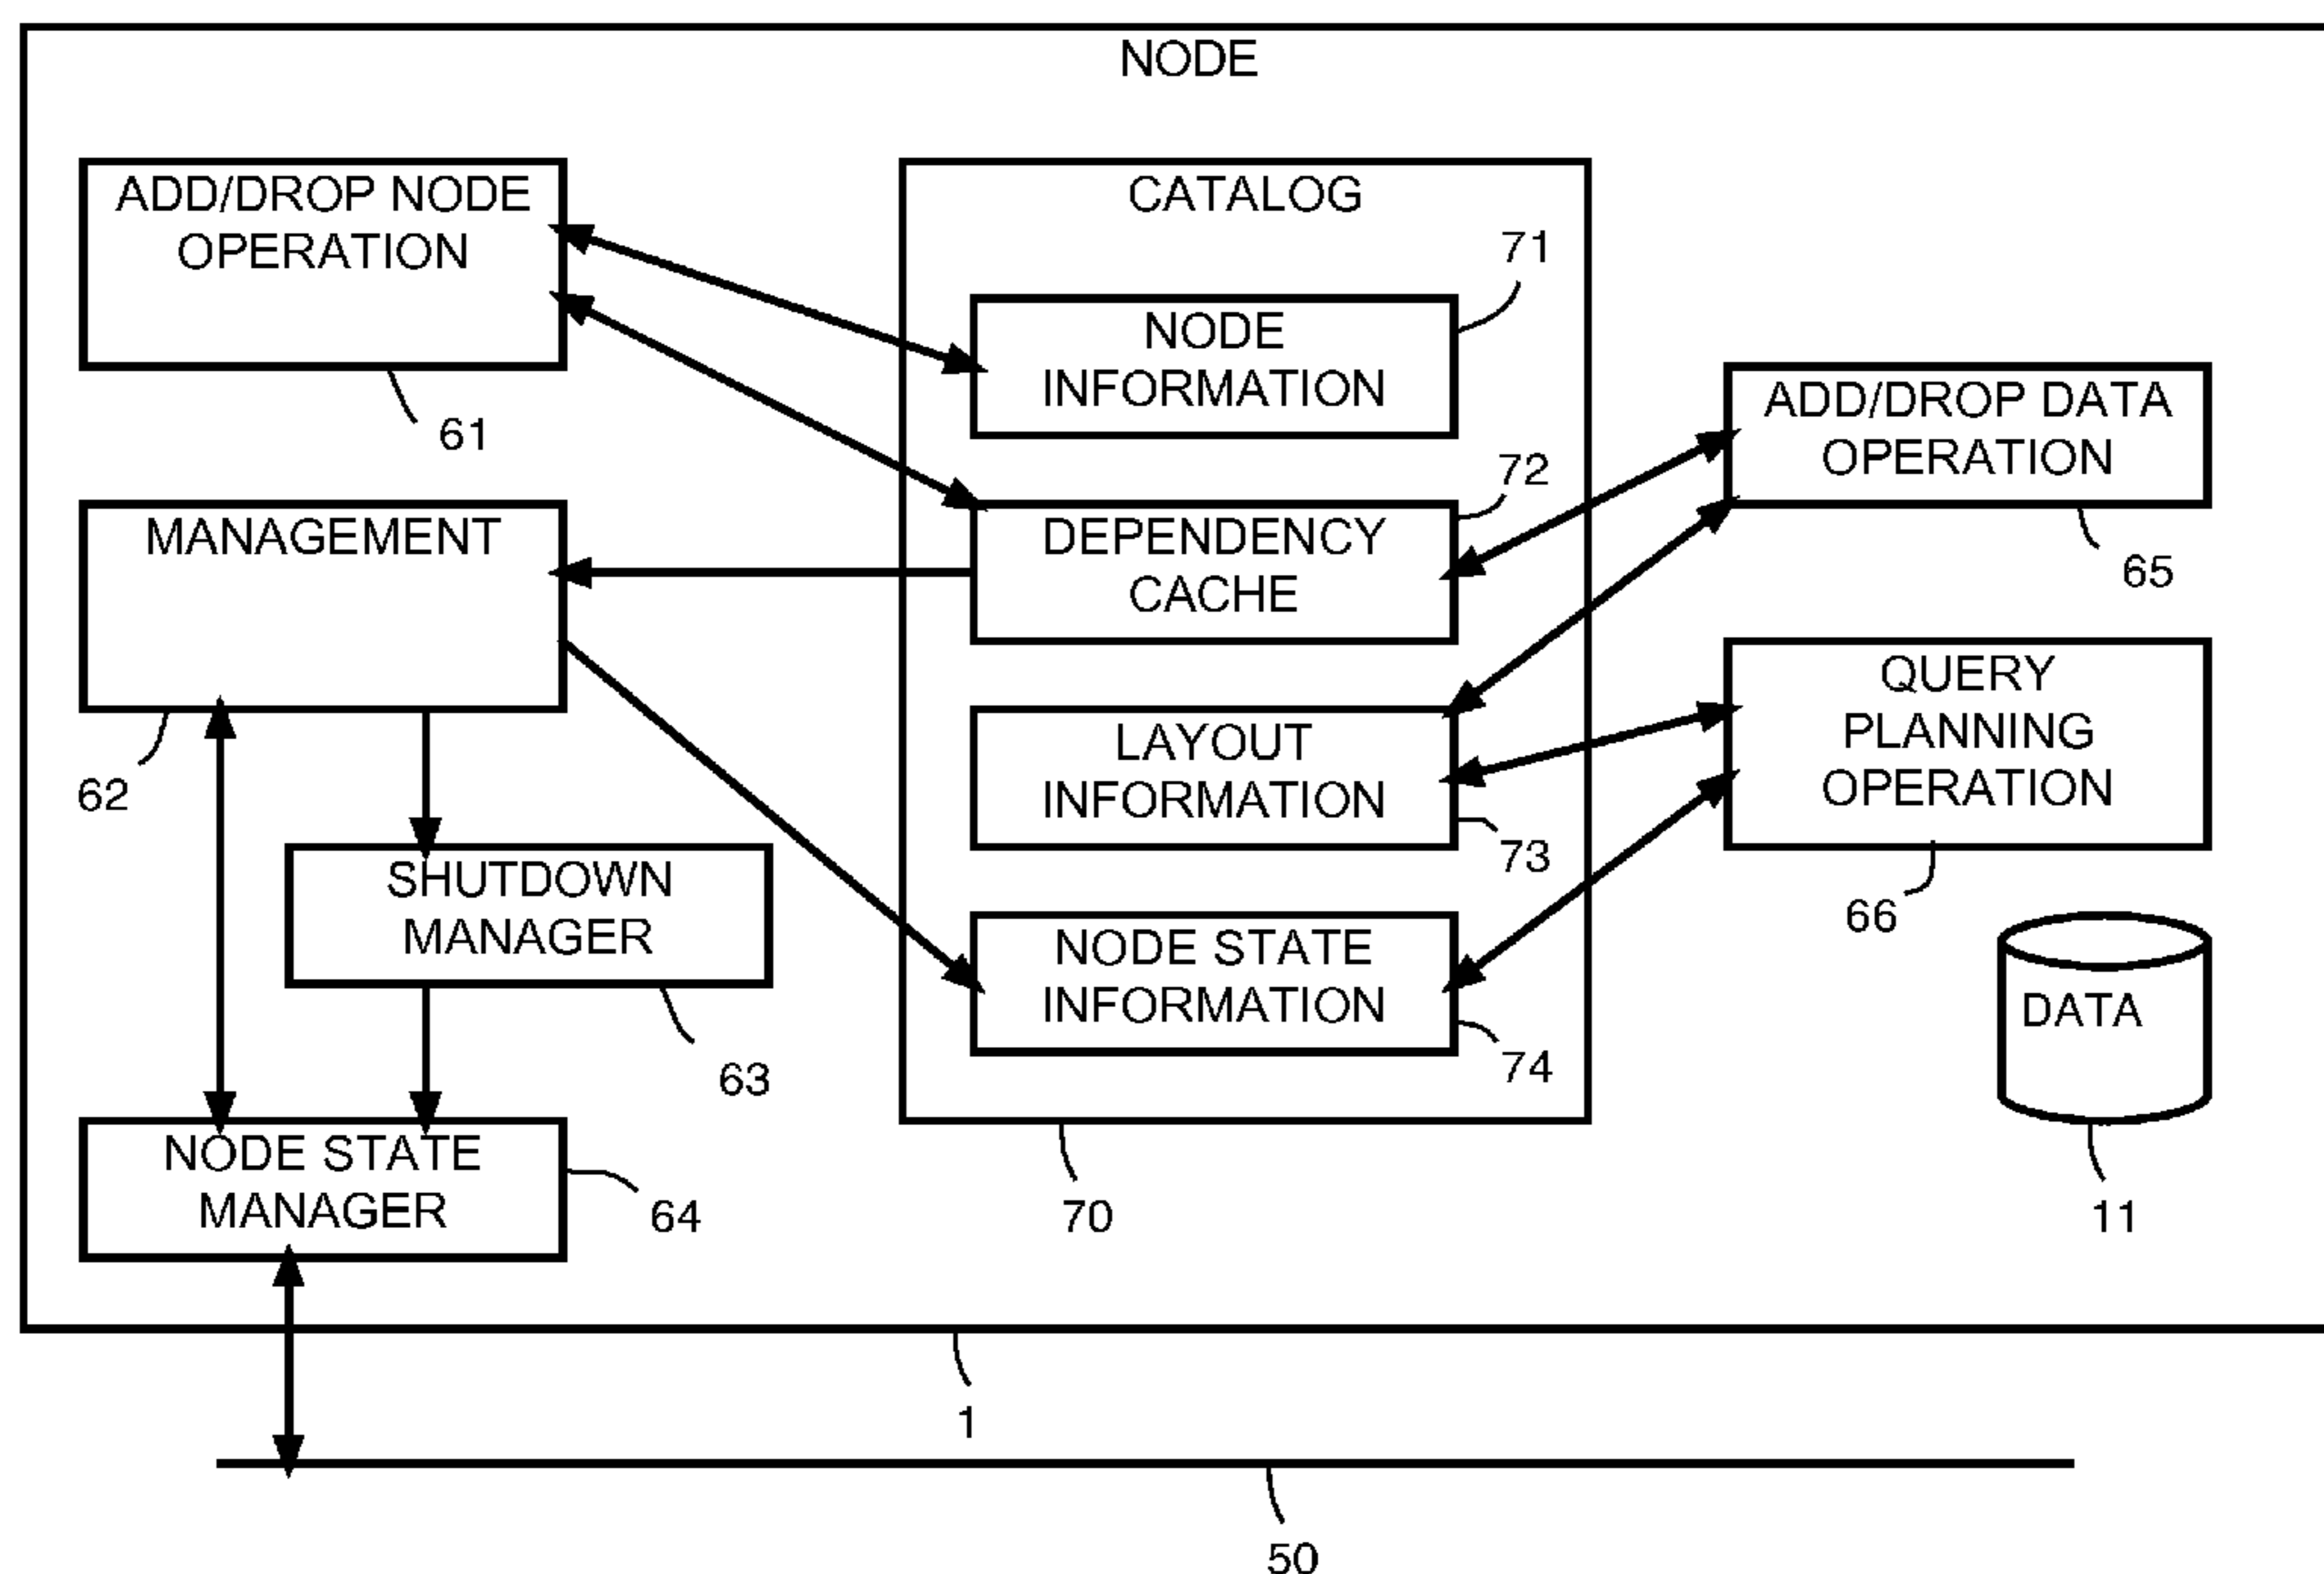 NODE
ADD/DROP NODE
OPERATION
61
MANAGEMENT
62
SHUTDOWN
MANAGER
63
NODE STATE
MANAGER
64
CATALOG
71
NODE
INFORMATION
72
DEPENDENCY
CACHE
LAYOUT
INFORMATION
73
NODE STATE
INFORMATION
74
70
ADD/DROP DATA
OPERATION
65
QUERY
PLANNING
OPERATION
66
DATA
11
1
50